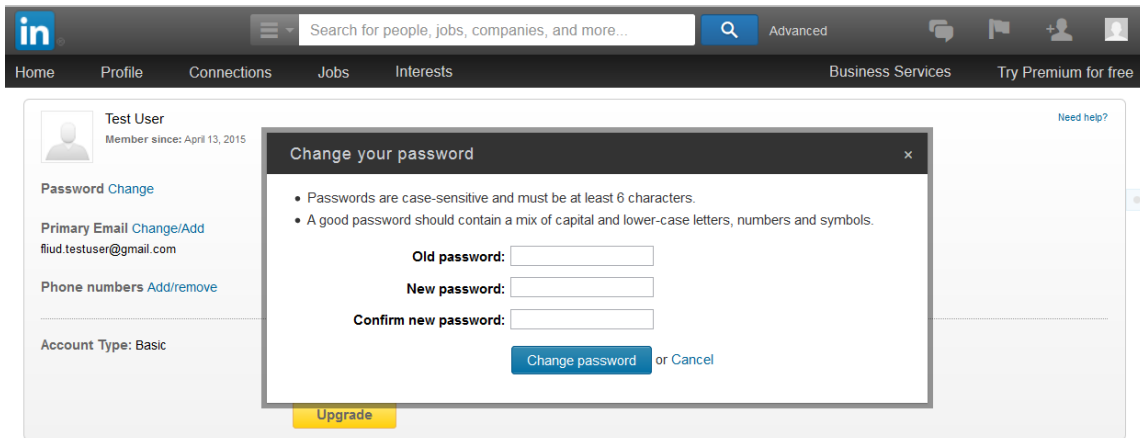 in
Search for people, jobs, companies, and more...
Advanced
Home Profile Connections Jobs Interests Business Services Try Premium for free
Test User
Member since: April 13, 2015
Need help?
Password Change
Primary Email Change/Add
fliud.testuser@gmail.com
Phone numbers Add/remove
Account Type: Basic
Change your password ×
• Passwords are case-sensitive and must be at least 6 characters.
• A good password should contain a mix of capital and lower-case letters, numbers and symbols.
Old password:
New password:
Confirm new password:
Change password or Cancel
Upgrade